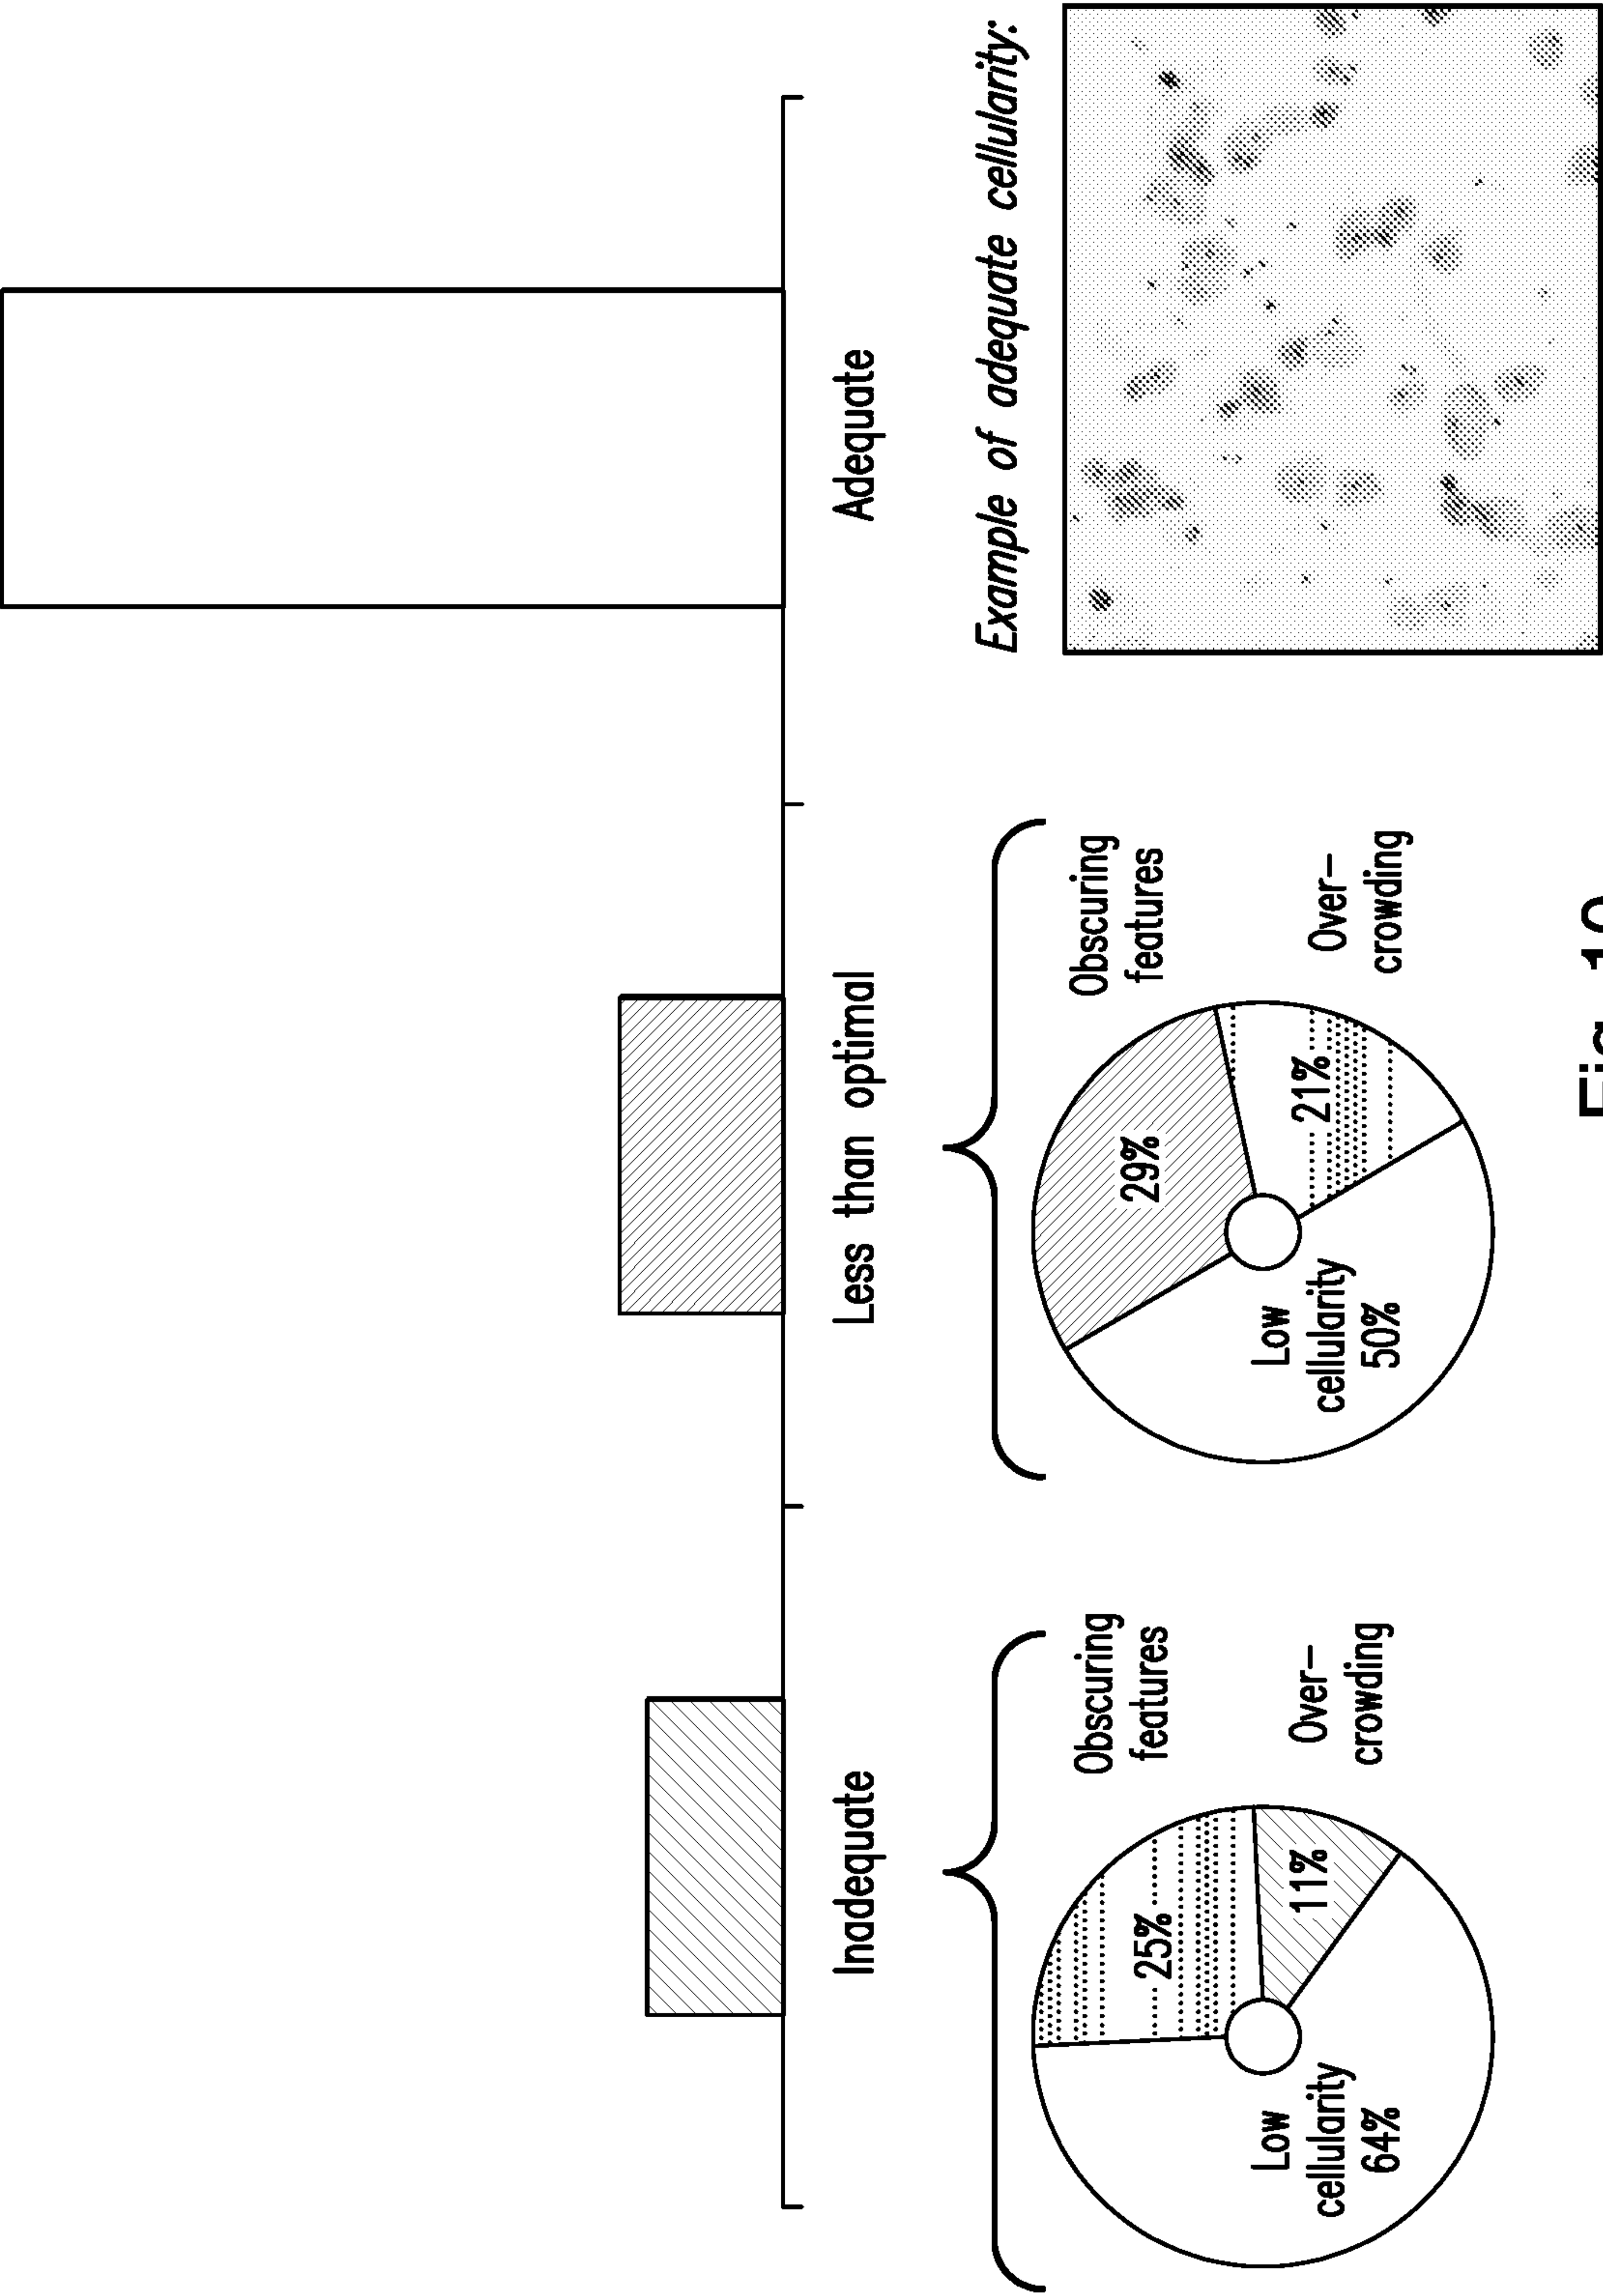 Inadequate
Less than optimal
Adequate
Obscuring
features
25%
Over-
crowding
11%
Low
cellularity
64%
Obscuring
features
29%
Over-
crowding
21%
Low
cellularity
50%
Example of adequate cellularity: